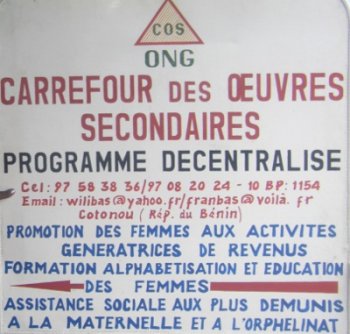 COS
ONG
CARREFOUR DES ŒUVRES
SECONDAIRES
PROGRAMME DECENTRALISE
Cel: 97 58 38 36/97 08 20 24 - 10 BP: 1154
Email: wilibas@yahoo.fr/franbas@voilà.fr
Cotonou (Rép. du Bénin)
PROMOTION DES FEMMES AUX ACTIVITES
GENERATRICES DE REVENUS
FORMATION ALPHABETISATION ET EDUCATION
DES FEMMES
ASSISTANCE SOCIALE AUX PLUS DEMUNIS
A LA MATERNELLE ET A L'ORPHELINAT